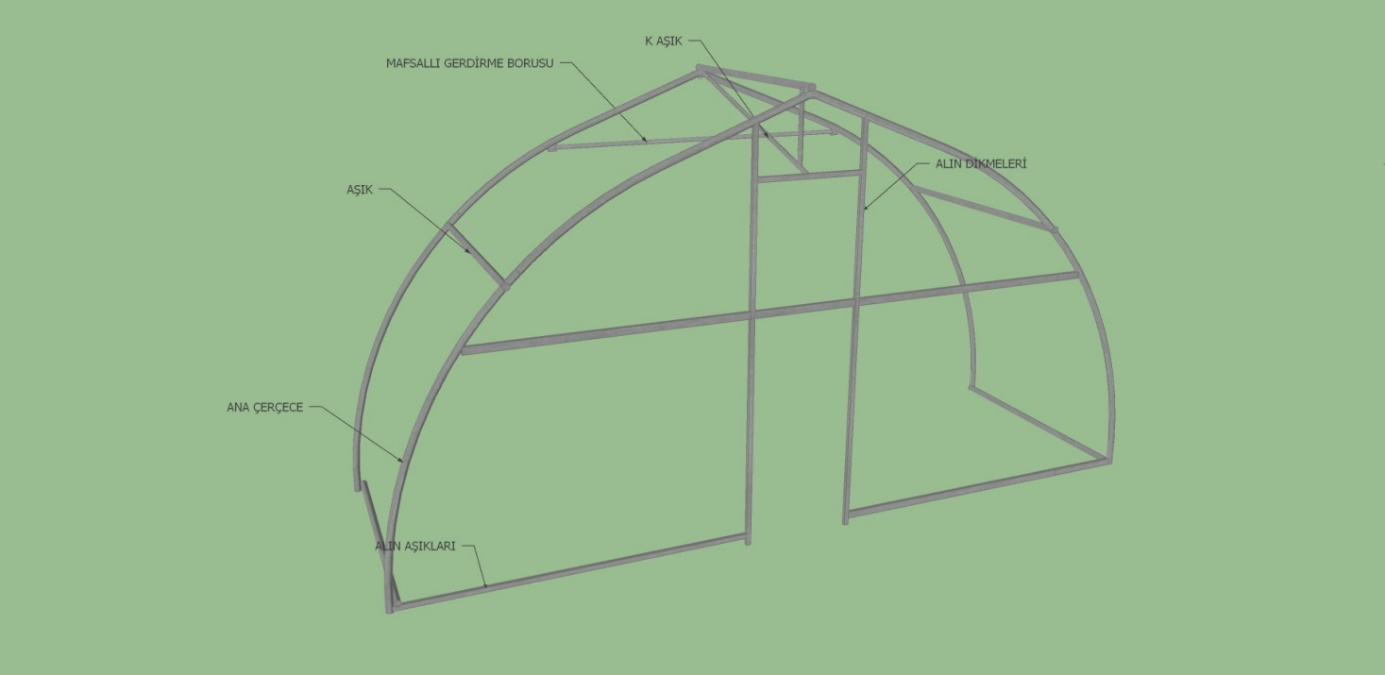 K AŞIK
MAFSALLI GERDİRME BORUSU
ALIN DİKMELERİ
AŞIK
ANA ÇERÇECE
ALIN AŞIKLARI